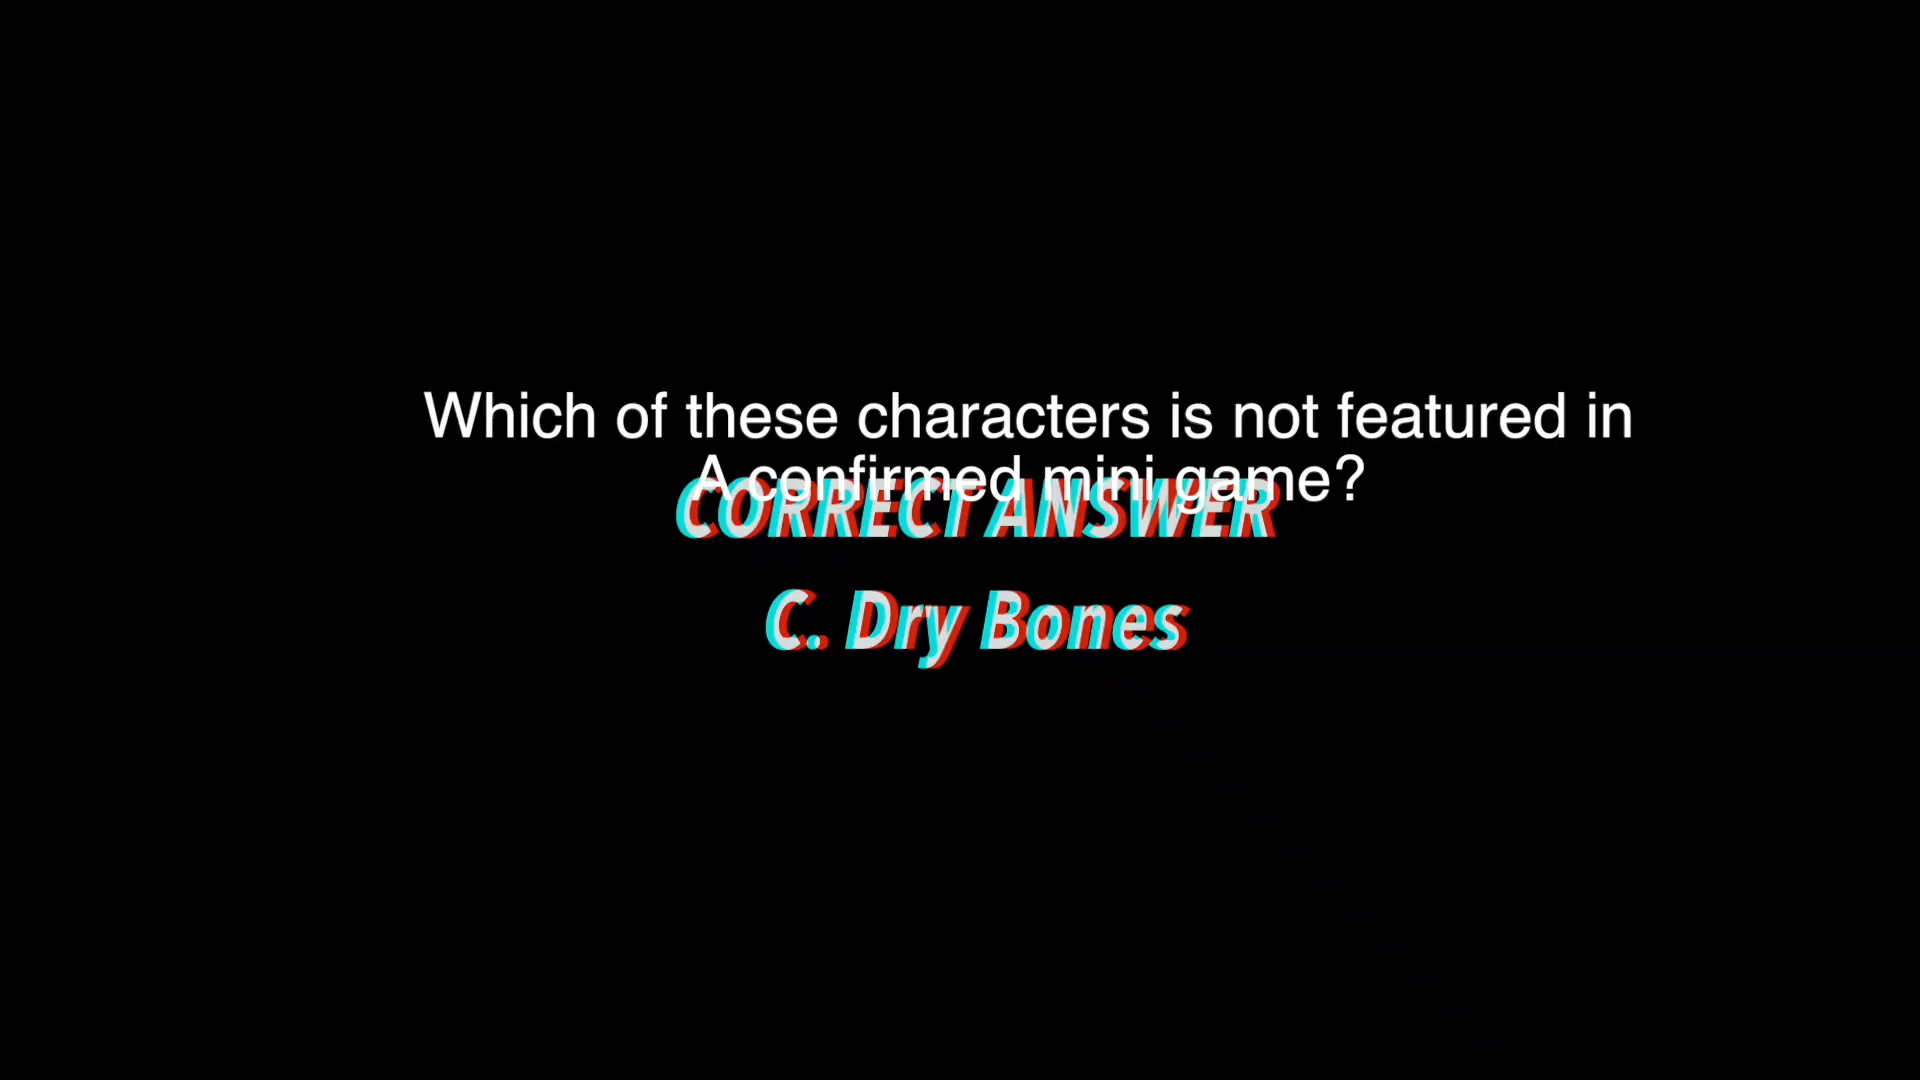 Which of these characters is not featured in
A confirmed mini game?
CORRECT ANSWER
C. Dry Bones